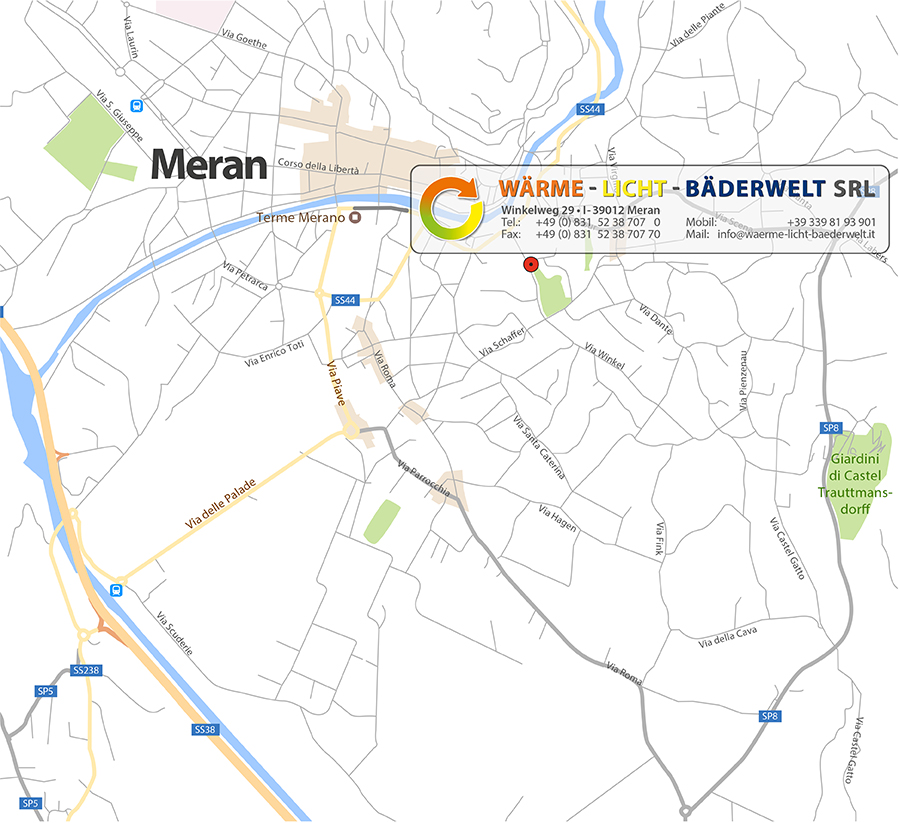 Via Laurin
Via Goethe
Via delle Piante
Via S. Giuseppe
SS44
Meran
Corso della Libertà
WÄRME - LICHT - BÄDERWELT SRL
Winkelweg 29 • I - 39012 Meran
Tel.: +49 (0) 831 52 38 707 0 Mobil: +39 339 81 93 901
Fax: +49 (0) 831 52 38 707 70 Mail: info@waerme-licht-baederwelt.it
Terme Merano
Labers
Via Petrarca
SS44
Via Dante
Via Schaffer
Via Enrico Toti
Via Roma
Via Winkel
Via Piave
Via Pienzenau
SP8
Via Santa Caterina
Giardini
di Castel
Trauttmans-
dorff
Via Parrocchia
Via delle Palade
Via Hagen
Via Fink
Via Castel Gatto
Via Scuderie
Via della Cava
SS238
Via Roma
SP5
SP8
SS38
Via Castel Gatto
SP5